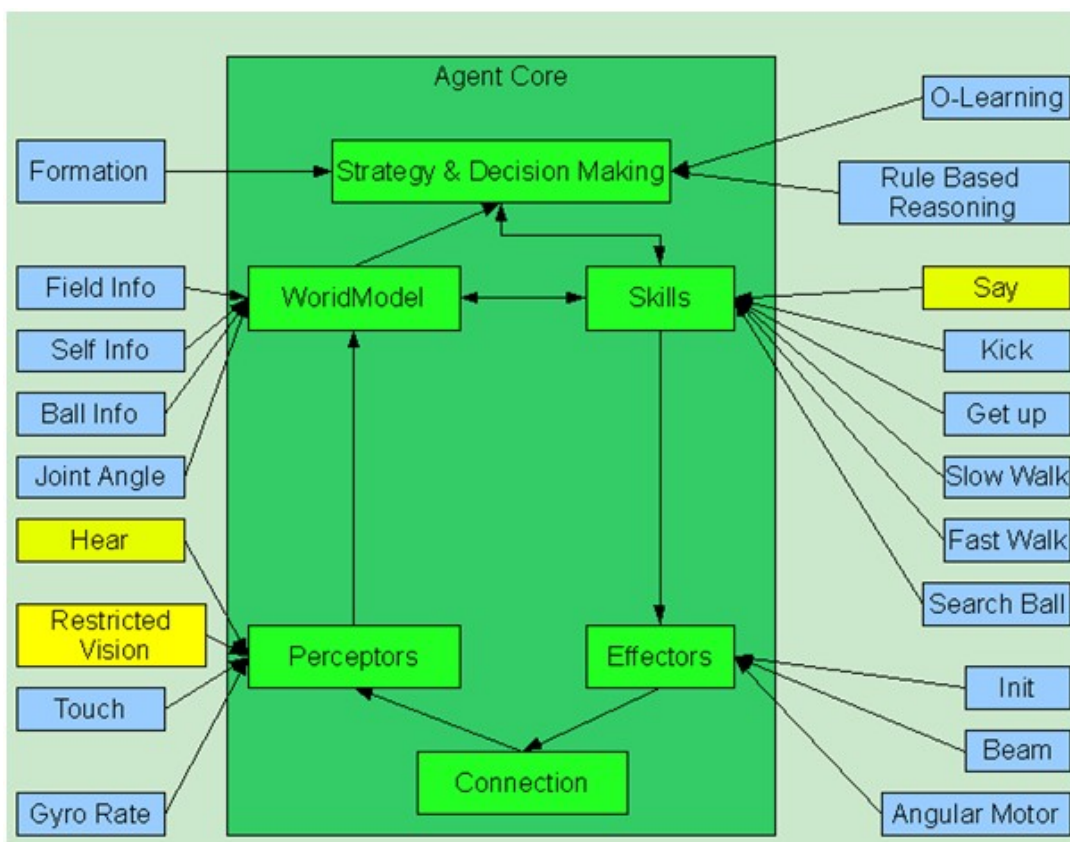 Agent Core
O-Learning
Formation
Strategy & Decision Making
Rule Based
Reasoning
Field Info
WorldModel
Skills
Say
Self Info
Kick
Ball Info
Get up
Joint Angle
Slow Walk
Hear
Fast Walk
Restricted
Vision
Search Ball
Perceptors
Effectors
Touch
Init
Beam
Connection
Gyro Rate
Angular Motor